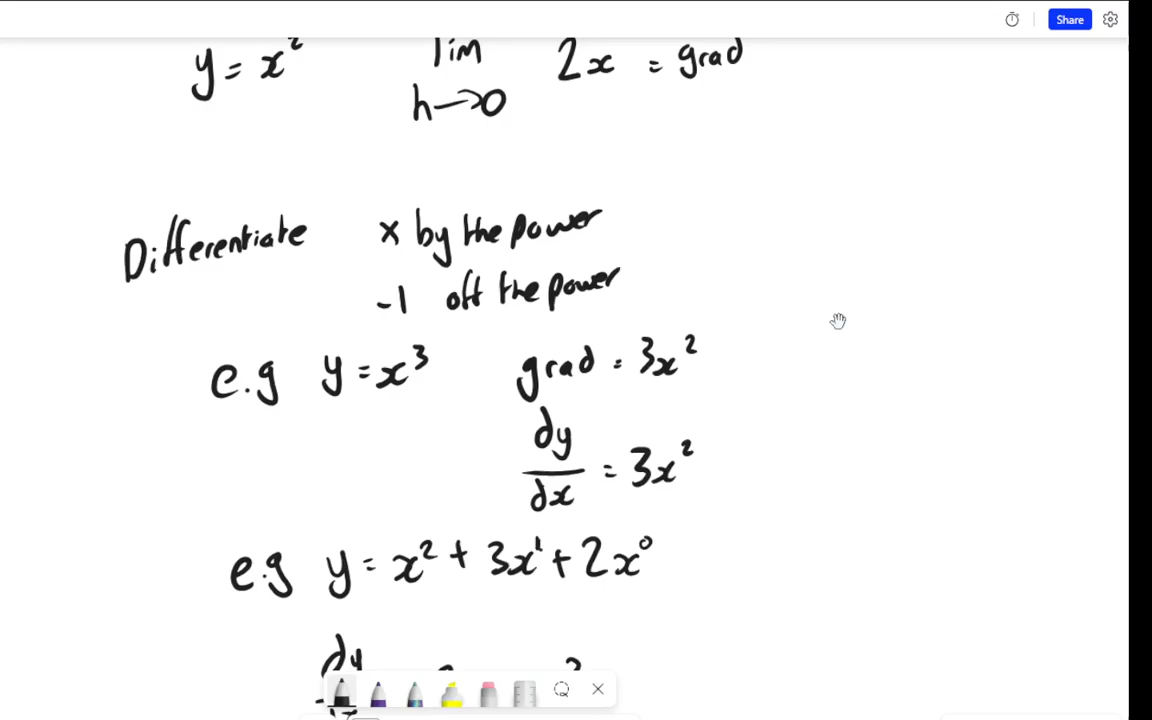 Share
y = x² lim 2x = grad
h→0
Differentiate × by the power
-1 off the power
e.g y = x³ grad = 3x²
dy/dx = 3x²
e.g y = x² + 3x¹ + 2x⁰
dy